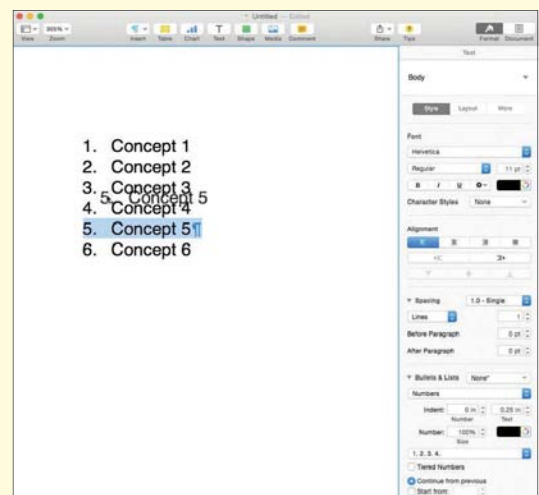 Untitled — Edited
805%
View Zoom Insert Table Chart Text Shape Media Comment Share Tips Format Document
Text
Body
Style Layout More
Font
Helvetica
Regular 11 pt
B I U
Character Styles None
Alignment
Spacing 1.0 - Single
Lines 1
Before Paragraph 0 pt
After Paragraph 0 pt
Bullets & Lists None*
Numbers
Indent: 0 in 0.25 in
Number Text
Number: 100%
Size
1. 2. 3. 4.
Tiered Numbers
Continue from previous
Start from:
1. Concept 1
2. Concept 2
3. Concept 3
5. Concept 5
4. Concept 4
5. Concept 5¶
6. Concept 6